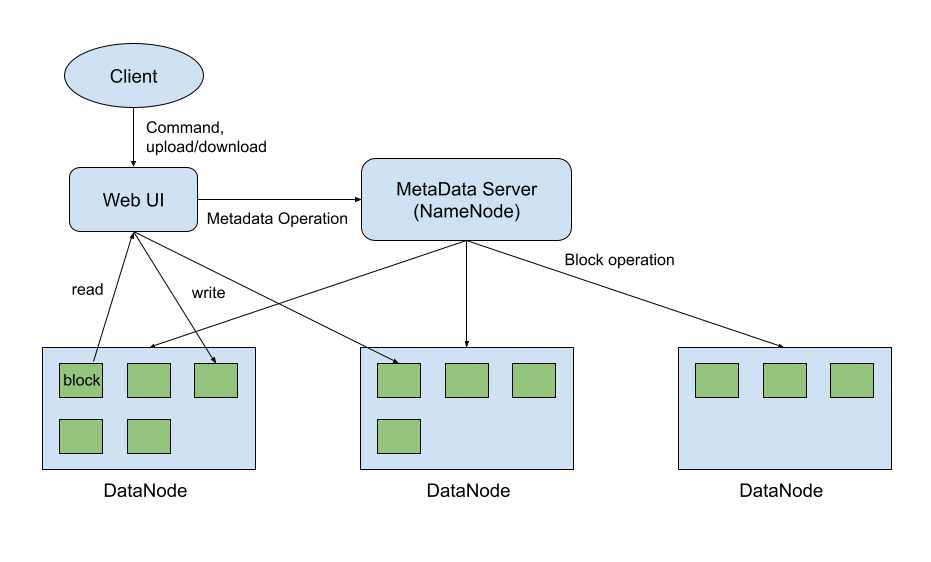 Client
Command,
upload/download
Web UI
MetaData Server
(NameNode)
Metadata Operation
Block operation
read
write
block
DataNode
DataNode
DataNode